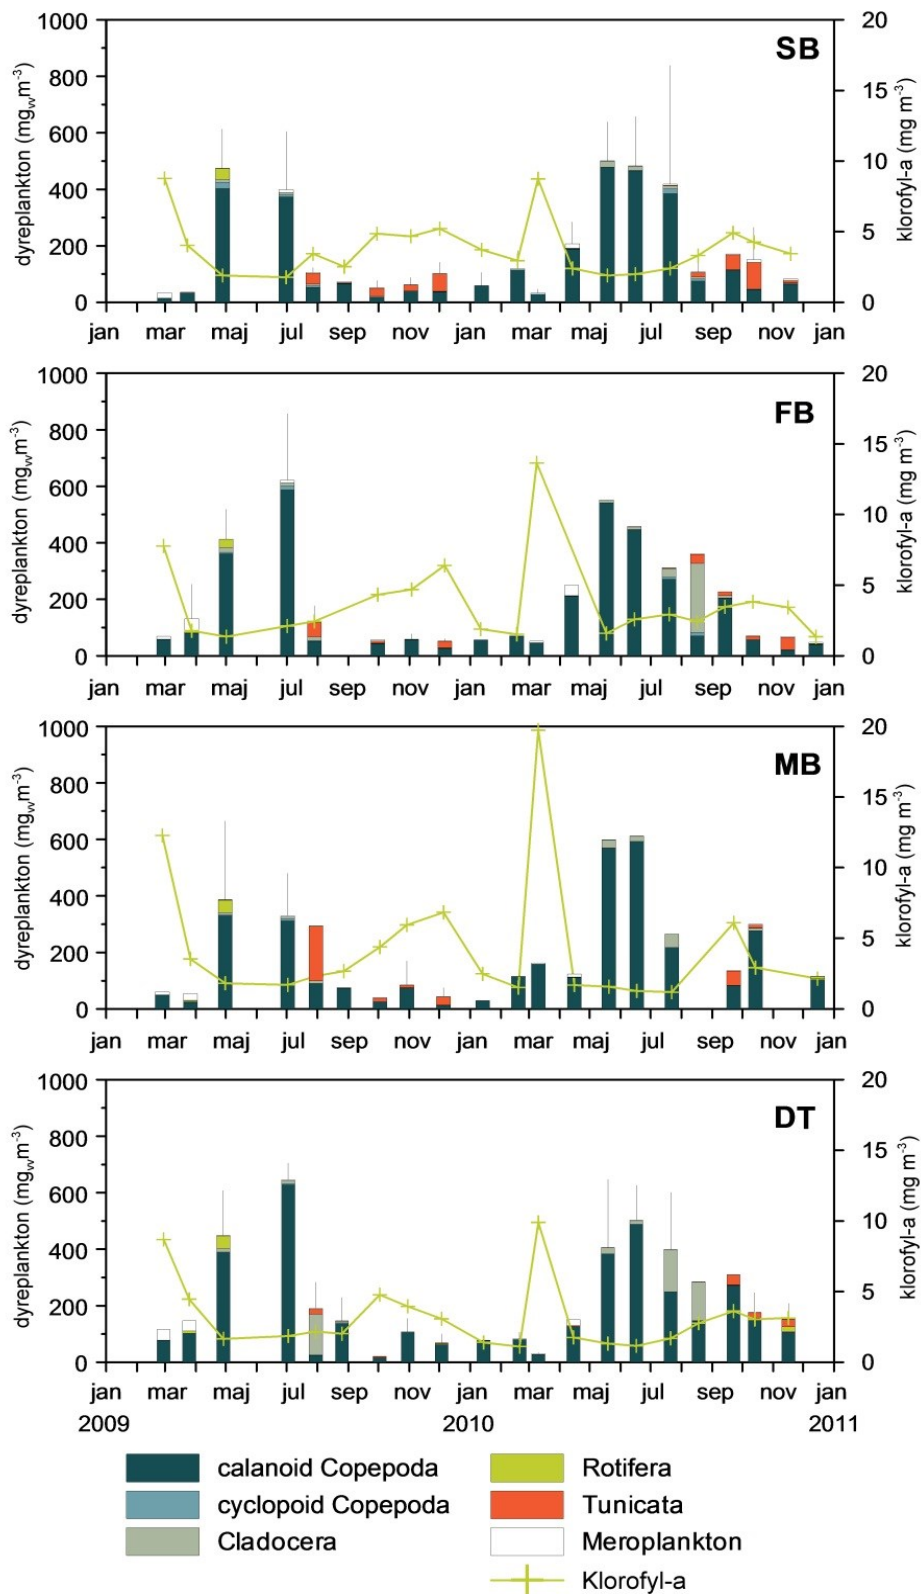 SB
dyreplankton (mgw m-3)
klorofyl-a (mg m-3)
1000
800
600
400
200
0
20
15
10
5
0
jan mar maj jul sep nov jan mar maj jul sep nov jan
FB
dyreplankton (mgw m-3)
klorofyl-a (mg m-3)
1000
800
600
400
200
0
20
15
10
5
0
jan mar maj jul sep nov jan mar maj jul sep nov jan
MB
dyreplankton (mgw m-3)
klorofyl-a (mg m-3)
1000
800
600
400
200
0
20
15
10
5
0
jan mar maj jul sep nov jan mar maj jul sep nov jan
DT
dyreplankton (mgw m-3)
klorofyl-a (mg m-3)
1000
800
600
400
200
0
20
15
10
5
0
jan mar maj jul sep nov jan mar maj jul sep nov jan
2009 2010 2011
calanoid Copepoda
cyclopoid Copepoda
Cladocera
Rotifera
Tunicata
Meroplankton
Klorofyl-a